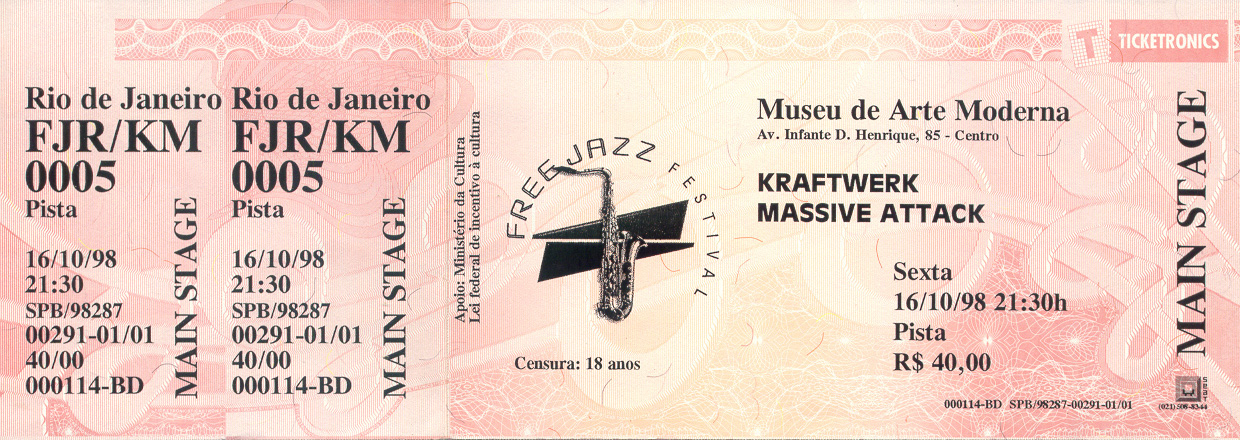 Rio de Janeiro
FJR/KM
0005
Pista
16/10/98
21:30
SPB/98287
00291-01/01
40/00
000114-BD
MAIN STAGE
Rio de Janeiro
FJR/KM
0005
Pista
16/10/98
21:30
SPB/98287
00291-01/01
40/00
000114-BD
MAIN STAGE
Apoio: Ministério da Cultura
Lei federal de incentivo à cultura
FREE JAZZ FESTIVAL
Censura: 18 anos
TICKETRONICS
Museu de Arte Moderna
Av. Infante D. Henrique, 85 - Centro
KRAFTWERK
MASSIVE ATTACK
Sexta
16/10/98 21:30h
Pista
R$ 40,00
MAIN STAGE
000114-BD SPB/98287-00291-01/01